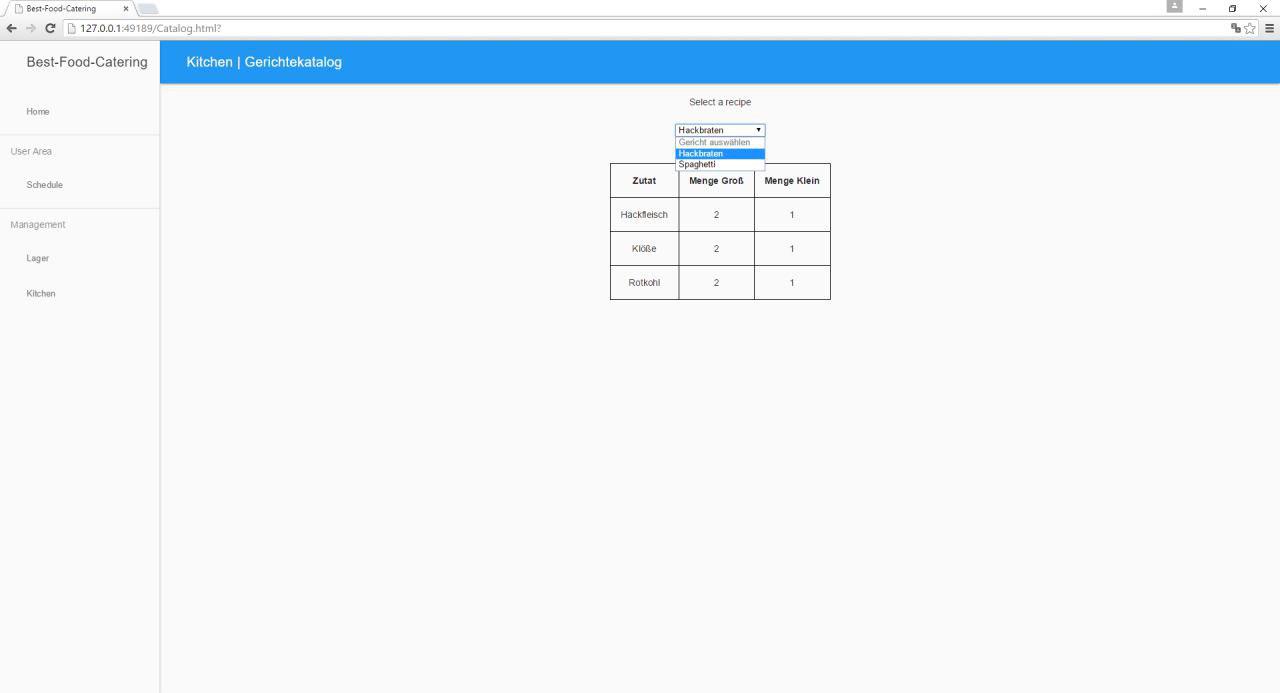 Best-Food-Catering
127.0.0.1:49189/Catalog.html?
Best-Food-Catering
Kitchen | Gerichtekatalog
Home
User Area
Schedule
Management
Lager
Kitchen
Select a recipe
Hackbraten
Gericht auswählen
Hackbraten
Spaghetti
Zutat Menge Groß Menge Klein
Hackfleisch 2 1
Klöße 2 1
Rotkohl 2 1